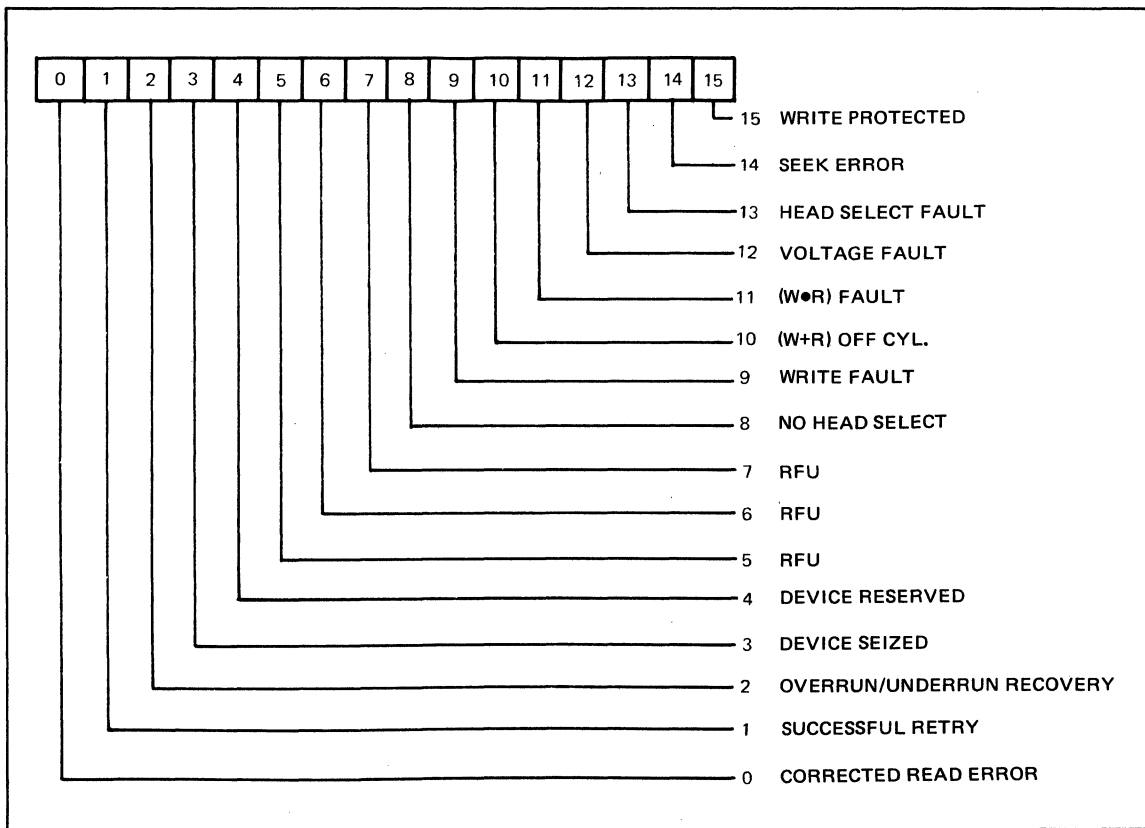 0 1 2 3 4 5 6 7 8 9 10 11 12 13 14 15
15 WRITE PROTECTED
14 SEEK ERROR
13 HEAD SELECT FAULT
12 VOLTAGE FAULT
11 (W●R) FAULT
10 (W+R) OFF CYL.
9 WRITE FAULT
8 NO HEAD SELECT
7 RFU
6 RFU
5 RFU
4 DEVICE RESERVED
3 DEVICE SEIZED
2 OVERRUN/UNDERRUN RECOVERY
1 SUCCESSFUL RETRY
0 CORRECTED READ ERROR